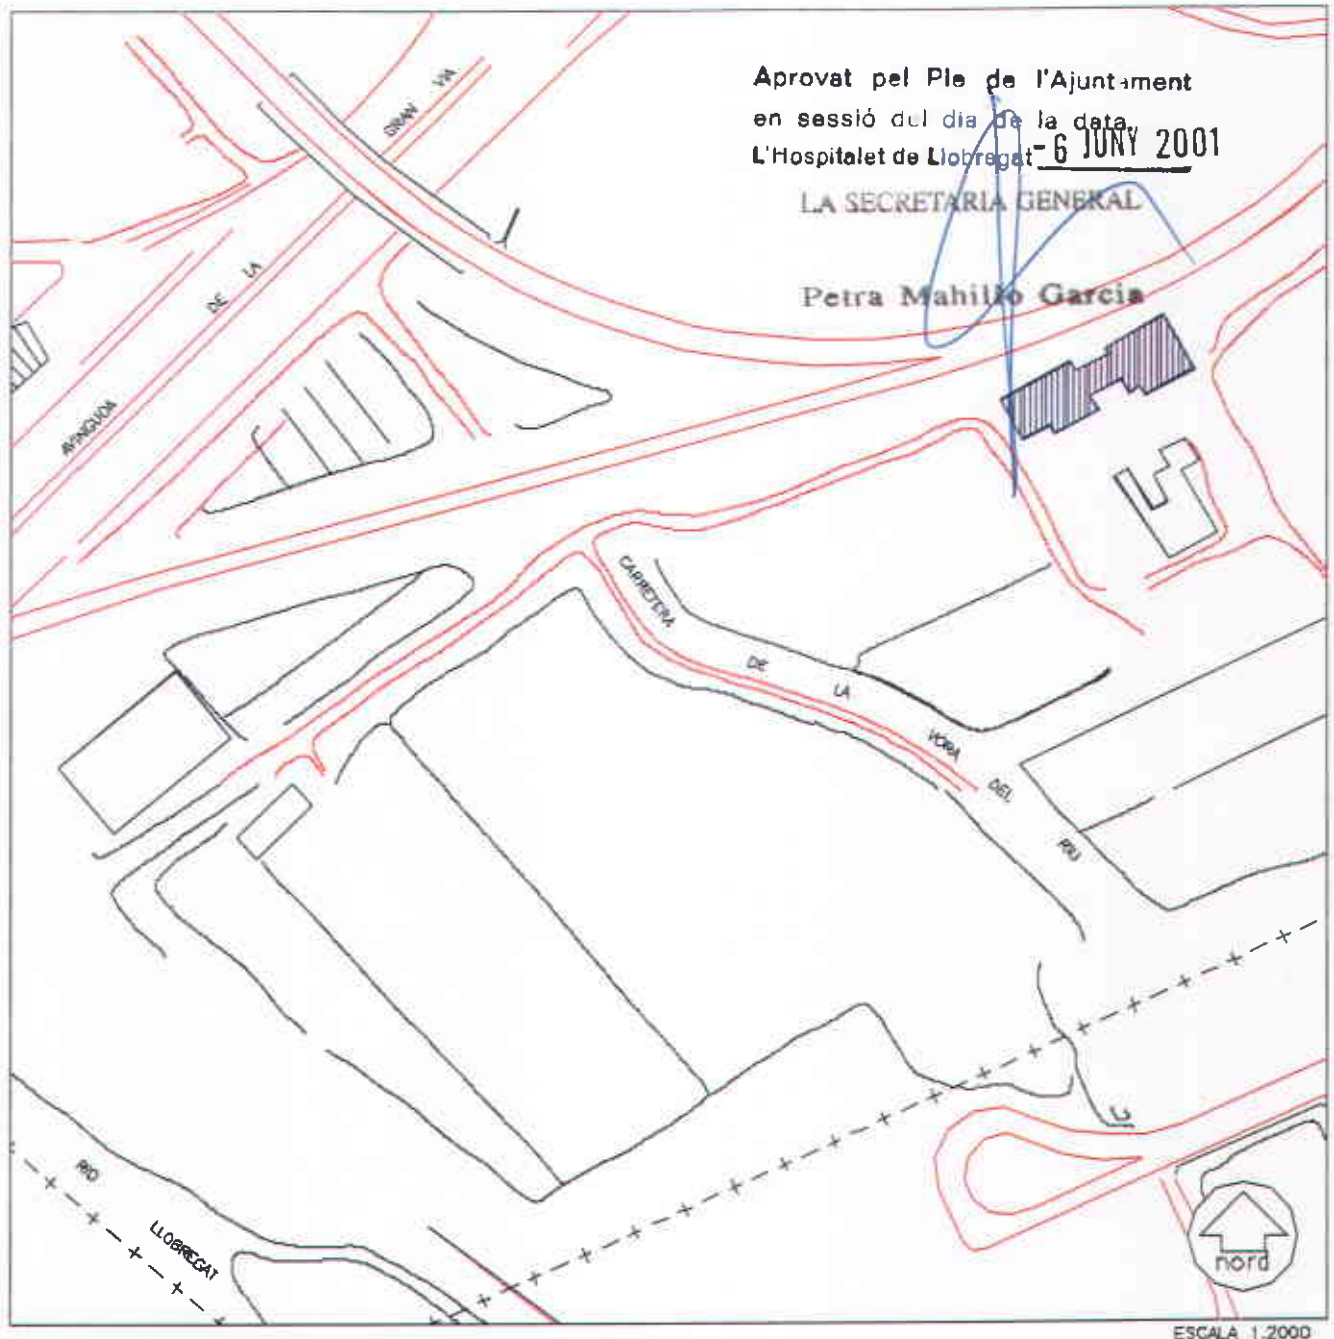 Aprovat pel Ple de l'Ajuntament
en sessió del dia de la data,
L'Hospitalet de Llobregat - 6 JUNY 2001
LA SECRETARIA GENERAL
Petra Mahillo Garcia
AVINGUDA DE LA GRAN VIA
CARRETERA DE LA VORA DEL RIU
RIO LLOBREGAT
nord
ESCALA 1:2000